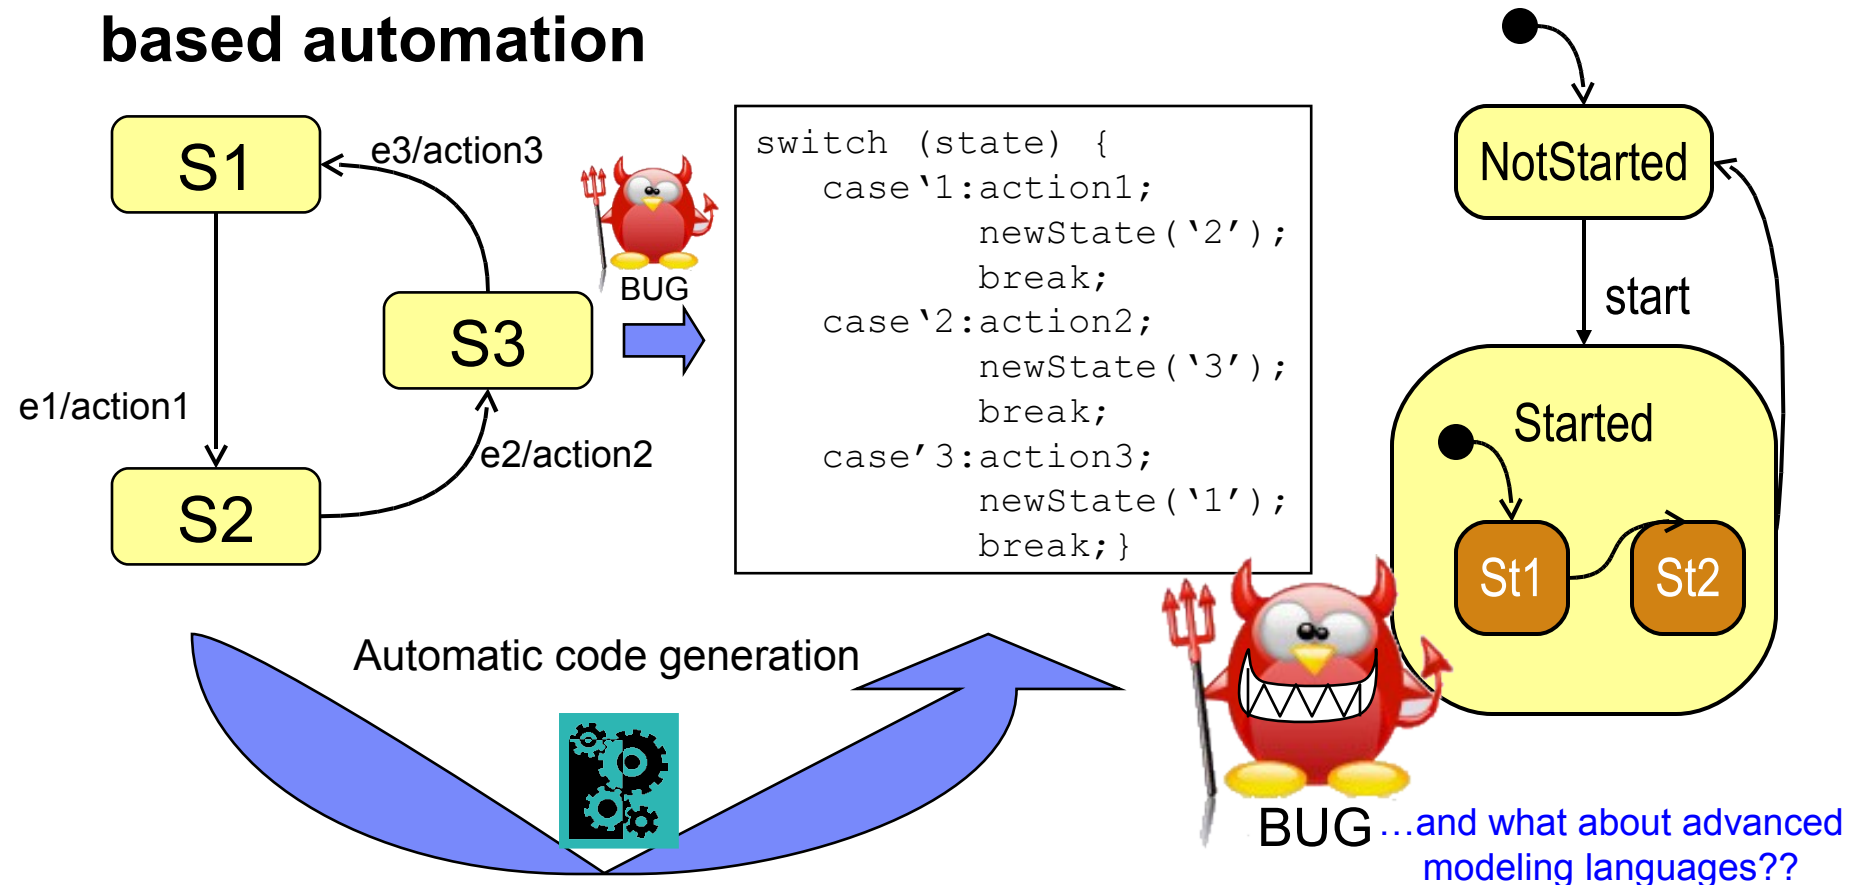 based automation
S1
e3/action3
S3
e1/action1
e2/action2
S2
BUG
switch (state) {
case‘1:action1;
newState(‘2’);
break;
case‘2:action2;
newState(‘3’);
break;
case’3:action3;
newState(‘1’);
break;}
NotStarted
start
Started
St1
St2
Automatic code generation
BUG
…and what about advanced
modeling languages??